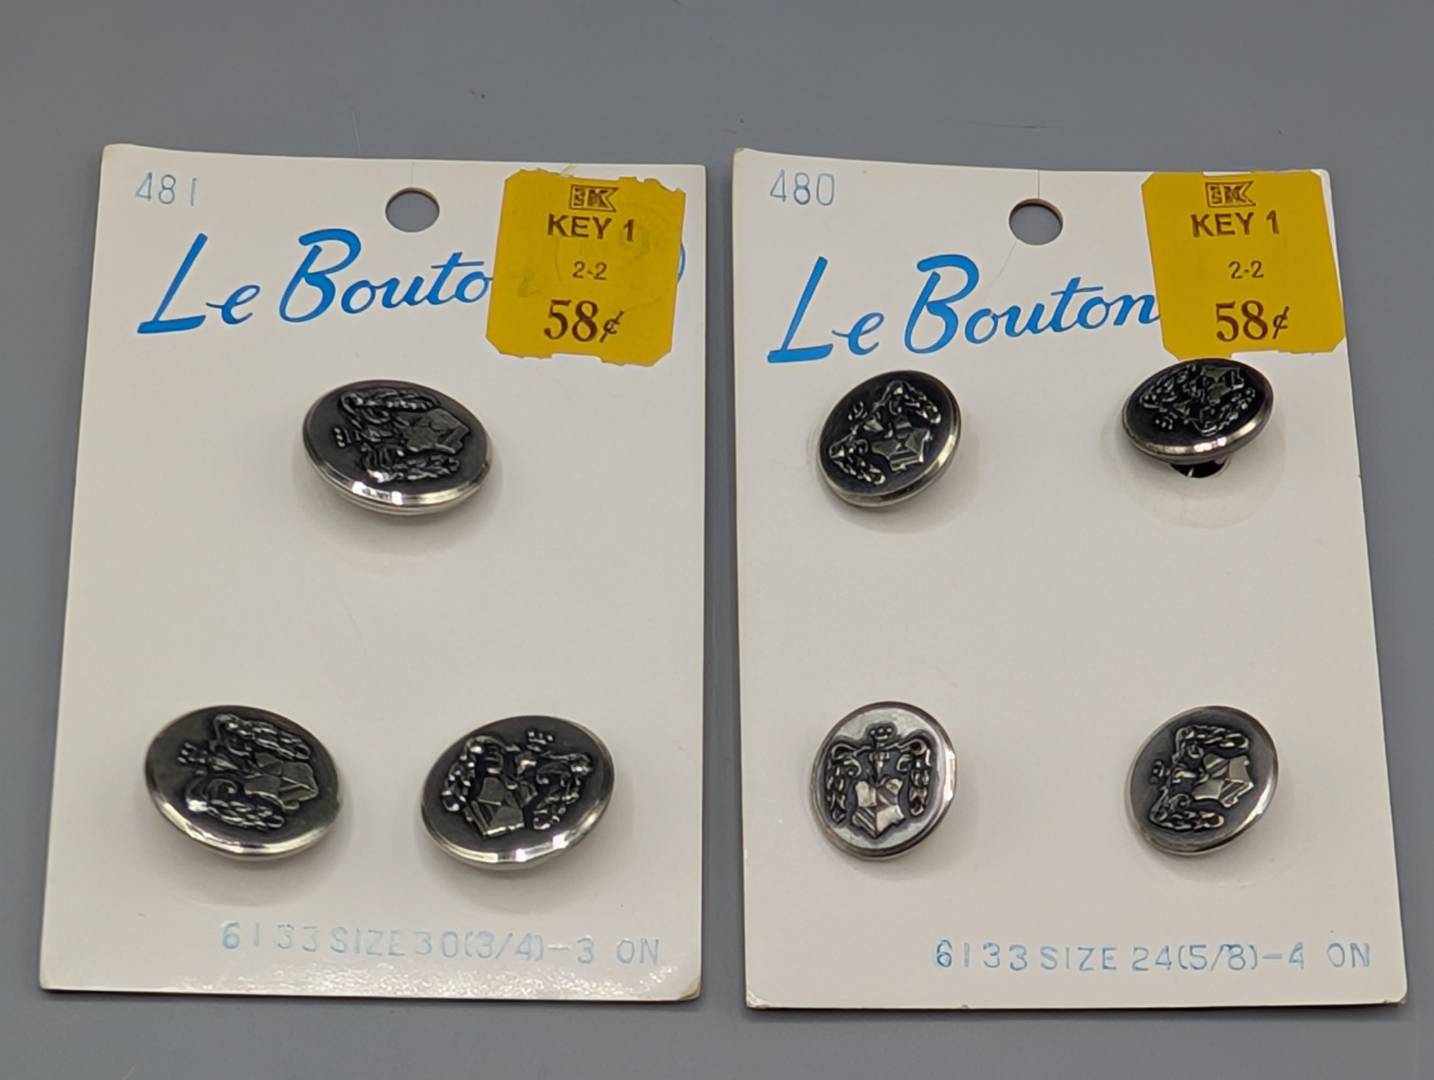 481
Le Bouto
KEY 1
2-2
58¢
6133 SIZE 30(3/4)-3 ON
480
Le Bouton
KEY 1
2-2
58¢
6133 SIZE 24(5/8)-4 ON